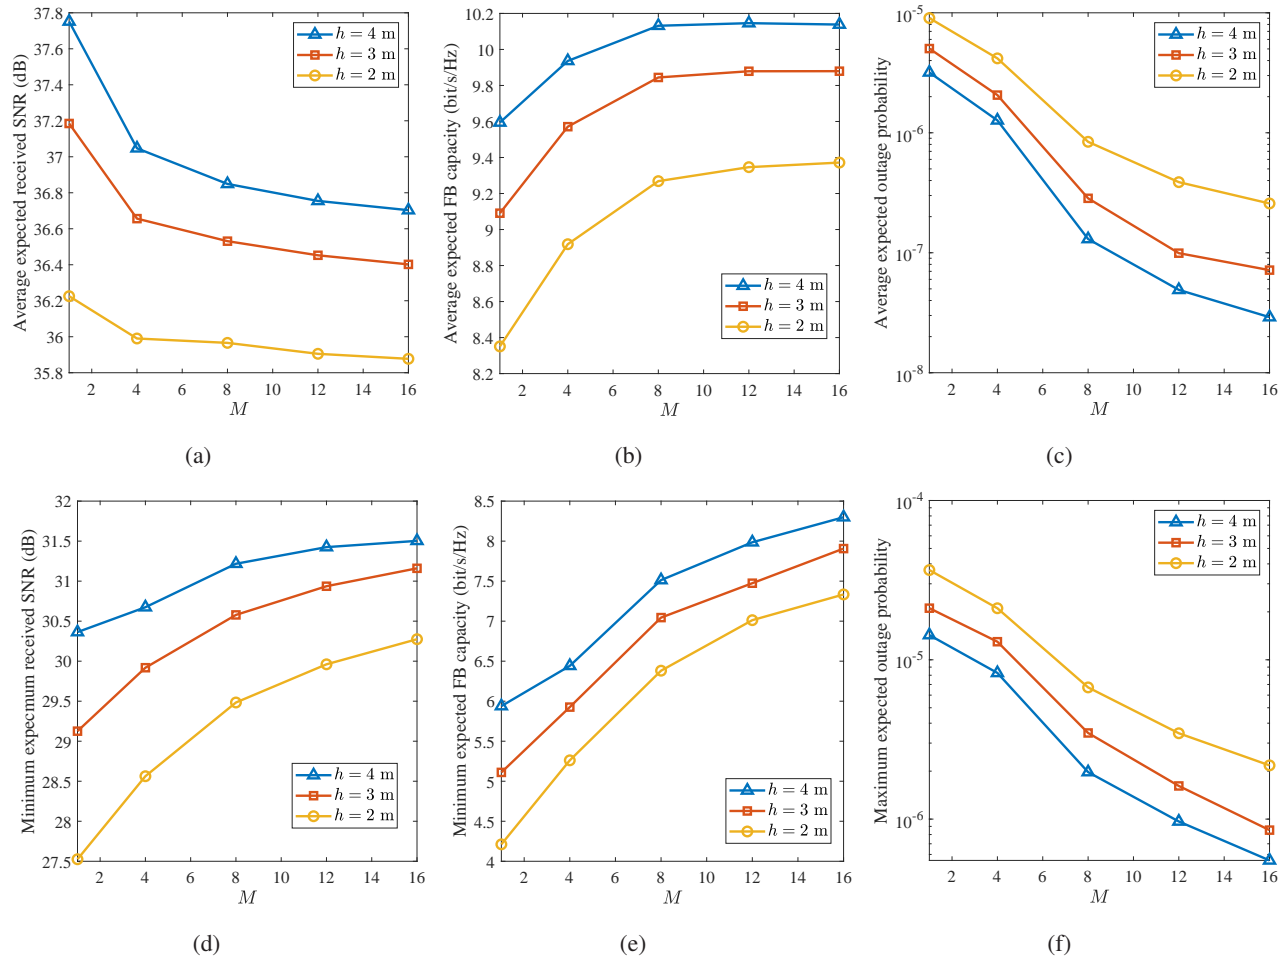 Average expected received SNR (dB)
37.8
37.6
37.4
37.2
37
36.8
36.6
36.4
36.2
36
35.8
2 4 6 8 10 12 14 16
M
h = 4 m
h = 3 m
h = 2 m
(a)
Average expected FB capacity (bit/s/Hz)
10.2
10
9.8
9.6
9.4
9.2
9
8.8
8.6
8.4
8.2
2 4 6 8 10 12 14 16
M
h = 4 m
h = 3 m
h = 2 m
(b)
Average expected outage probability
10⁻⁵
10⁻⁶
10⁻⁷
10⁻⁸
2 4 6 8 10 12 14 16
M
h = 4 m
h = 3 m
h = 2 m
(c)
Minimum expecmum received SNR (dB)
32
31.5
31
30.5
30
29.5
29
28.5
28
27.5
2 4 6 8 10 12 14 16
M
h = 4 m
h = 3 m
h = 2 m
(d)
Minimum expected FB capacity (bit/s/Hz)
8.5
8
7.5
7
6.5
6
5.5
5
4.5
4
2 4 6 8 10 12 14 16
M
h = 4 m
h = 3 m
h = 2 m
(e)
Maximum expected outage probability
10⁻⁴
10⁻⁵
10⁻⁶
2 4 6 8 10 12 14 16
M
h = 4 m
h = 3 m
h = 2 m
(f)